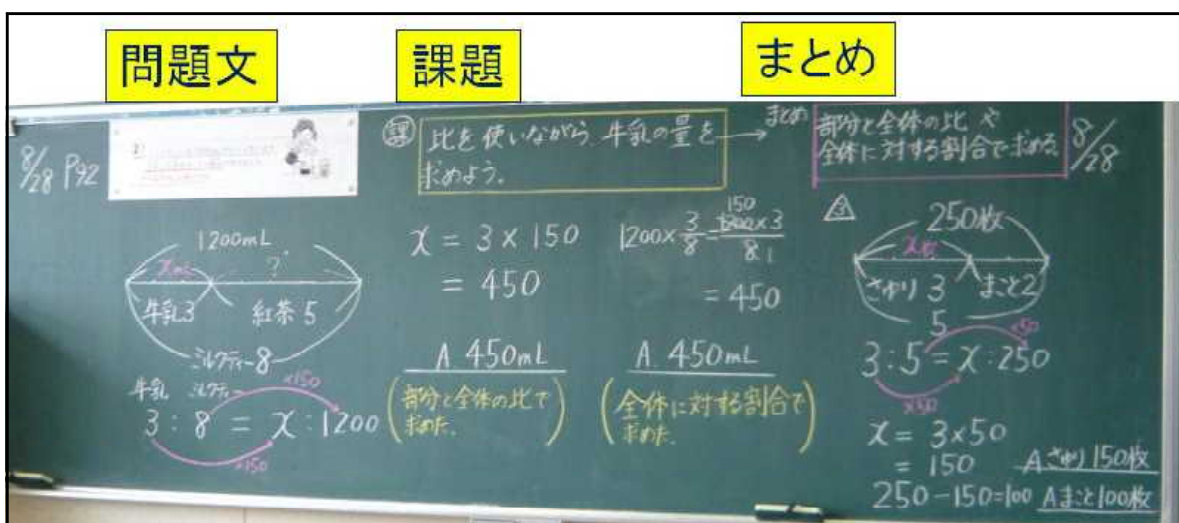 問題文
課題
まとめ
8/28 P92
課 比を使いながら、牛乳の量を
求めよう。
→ まとめ
部分と全体の比や
全体に対する割合で求める。
8/28
1200mL
x mL
?
牛乳3 紅茶5
ミルクティー8
牛乳 ミルクティー
3:8 = x:1200
×150
×150
x = 3×150
= 450
A 450mL
(部分と全体の比で
求めた。)
1200×3/8 = 1200×3/8
150
1
= 450
A 450mL
(全体に対する割合で
求めた。)
3
250枚
x枚
さゆり3 まこと2
5
×50
3:5 = x:250
×50
x = 3×50
= 150
A さゆり150枚
250-150=100 A まこと100枚